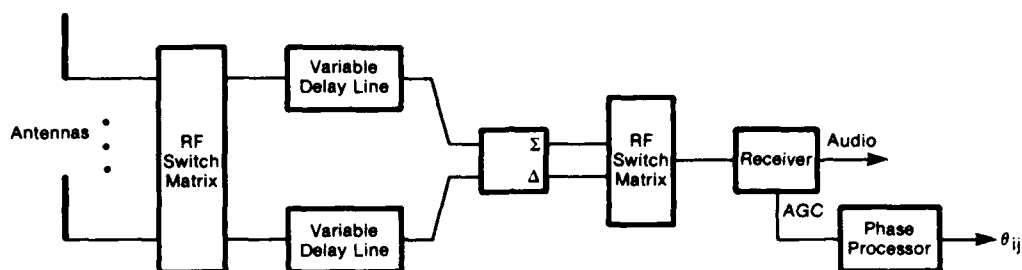 Antennas
RF
Switch
Matrix
Variable
Delay Line
Variable
Delay Line
Σ
Δ
RF
Switch
Matrix
Receiver
Audio
AGC
Phase
Processor
θij